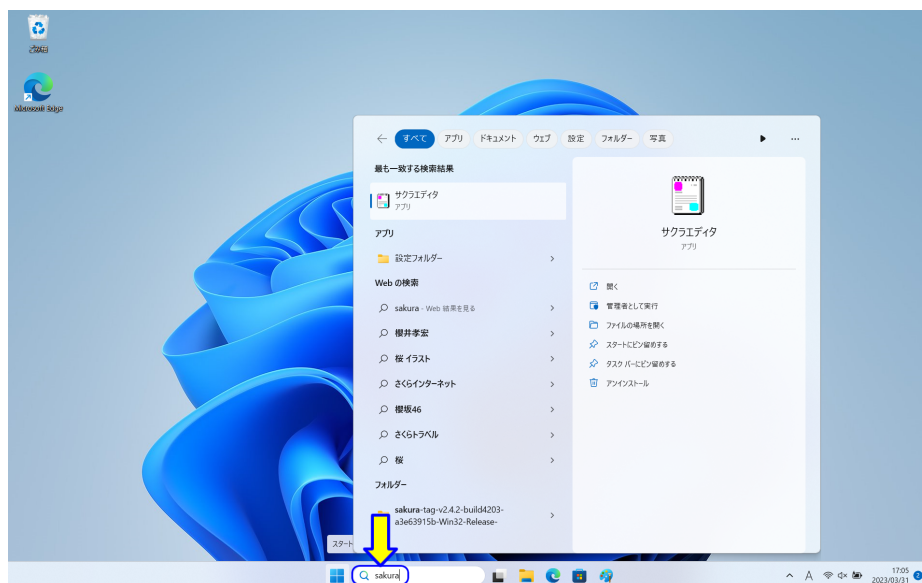 ごみ箱
Microsoft Edge
すべて アプリ ドキュメント ウェブ 設定 フォルダー 写真 ▶ …
最も一致する検索結果
サクラエディタ
アプリ
アプリ
設定フォルダー
Web の検索
sakura - Web 結果を見る
櫻井孝宏
桜 イラスト
さくらインターネット
櫻坂46
さくらトラベル
桜
フォルダー
sakura-tag-v2.4.2-build4203-
a3e63915b-Win32-Release-
サクラエディタ
アプリ
開く
管理者として実行
ファイルの場所を開く
スタートにピン留めする
タスク バーにピン留めする
アンインストール
スタート
sakura
A
17:05
2023/03/31
2